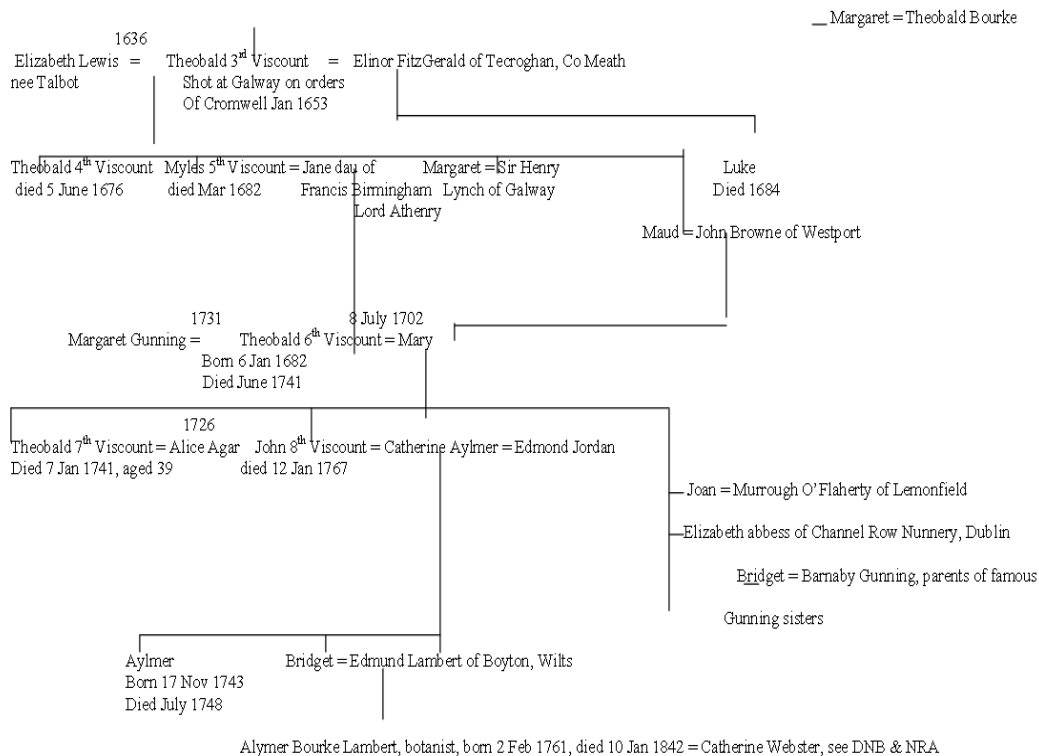 Margaret = Theobald Bourke
1636
Elizabeth Lewis = Theobald 3rd Viscount = Elinor FitzGerald of Tecroghan, Co Meath
nee Talbot Shot at Galway on orders
Of Cromwell Jan 1653
Theobald 4th Viscount Myles 5th Viscount = Jane dau of Margaret = Sir Henry Luke
died 5 June 1676 died Mar 1682 Francis Birmingham Lynch of Galway Died 1684
Lord Athenry
Maud = John Browne of Westport
1731 8 July 1702
Margaret Gunning = Theobald 6th Viscount = Mary
Born 6 Jan 1682
Died June 1741
1726
Theobald 7th Viscount = Alice Agar John 8th Viscount = Catherine Aylmer = Edmond Jordan
Died 7 Jan 1741, aged 39 died 12 Jan 1767
Joan = Murrough O'Flaherty of Lemonfield
Elizabeth abbess of Channel Row Nunnery, Dublin
Bridget = Barnaby Gunning, parents of famous
Gunning sisters
Aylmer Bridget = Edmund Lambert of Boyton, Wilts
Born 17 Nov 1743
Died July 1748
Alymer Bourke Lambert, botanist, born 2 Feb 1761, died 10 Jan 1842 = Catherine Webster, see DNB & NRA